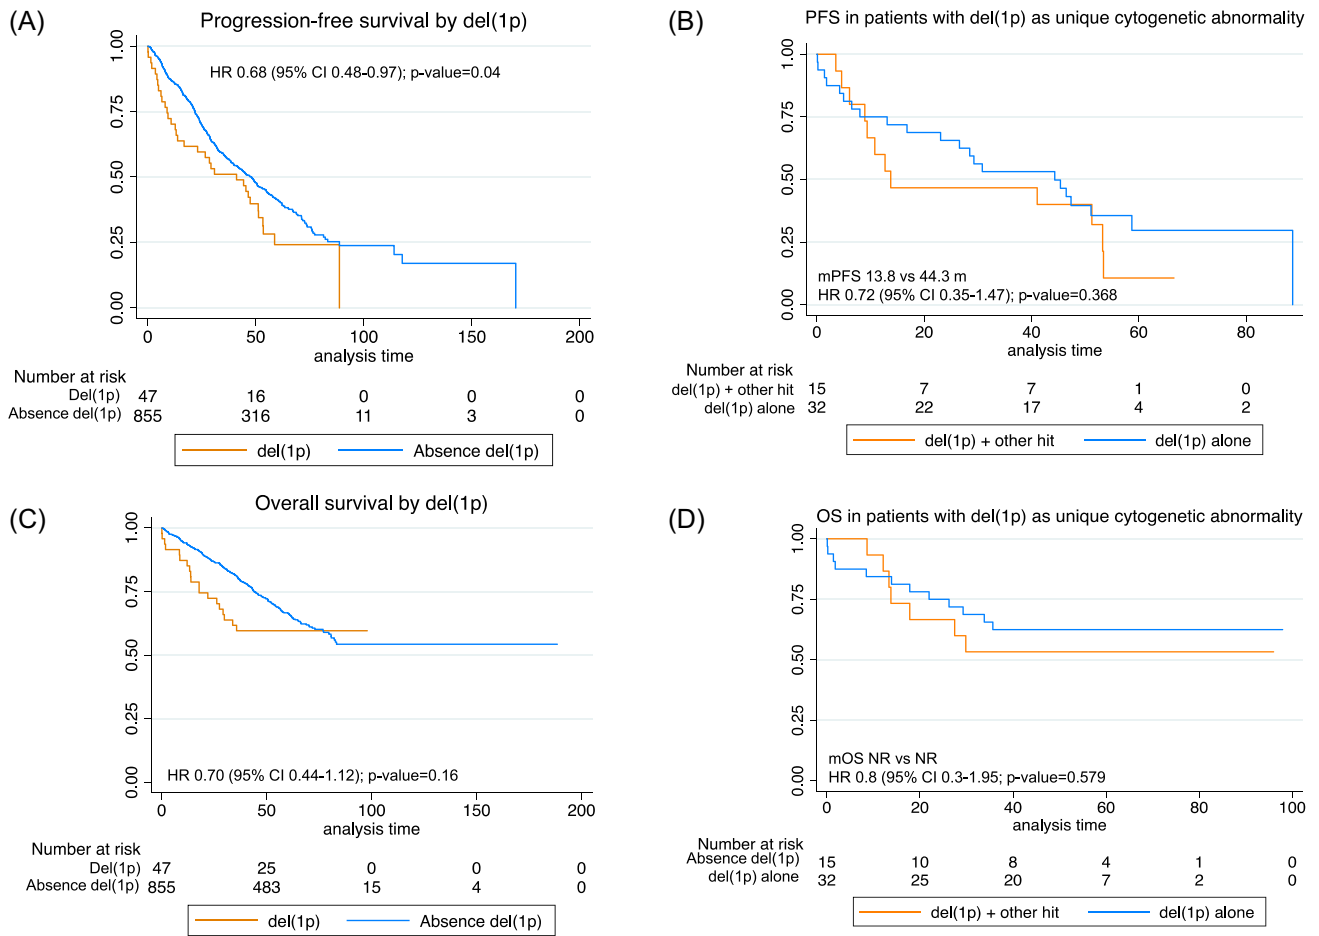 (A)
Progression-free survival by del(1p)
HR 0.68 (95% CI 0.48-0.97); p-value=0.04
1.00
0.75
0.50
0.25
0.00
0 50 100 150 200
analysis time
Number at risk
Del(1p) 47 16 0 0 0
Absence del(1p) 855 316 11 3 0
del(1p) Absence del(1p)
(B)
PFS in patients with del(1p) as unique cytogenetic abnormality
1.00
0.75
0.50
0.25
0.00
mPFS 13.8 vs 44.3 m
HR 0.72 (95% CI 0.35-1.47); p-value=0.368
0 20 40 60 80
analysis time
Number at risk
del(1p) + other hit 15 7 7 1 0
del(1p) alone 32 22 17 4 2
del(1p) + other hit del(1p) alone
(C)
Overall survival by del(1p)
1.00
0.75
0.50
0.25
0.00
HR 0.70 (95% CI 0.44-1.12); p-value=0.16
0 50 100 150 200
analysis time
Number at risk
Del(1p) 47 25 0 0 0
Absence del(1p) 855 483 15 4 0
del(1p) Absence del(1p)
(D)
OS in patients with del(1p) as unique cytogenetic abnormality
1.00
0.75
0.50
0.25
0.00
mOS NR vs NR
HR 0.8 (95% CI 0.3-1.95; p-value=0.579
0 20 40 60 80 100
analysis time
Number at risk
Absence del(1p) 15 10 8 4 1 0
del(1p) alone 32 25 20 7 2 0
del(1p) + other hit del(1p) alone